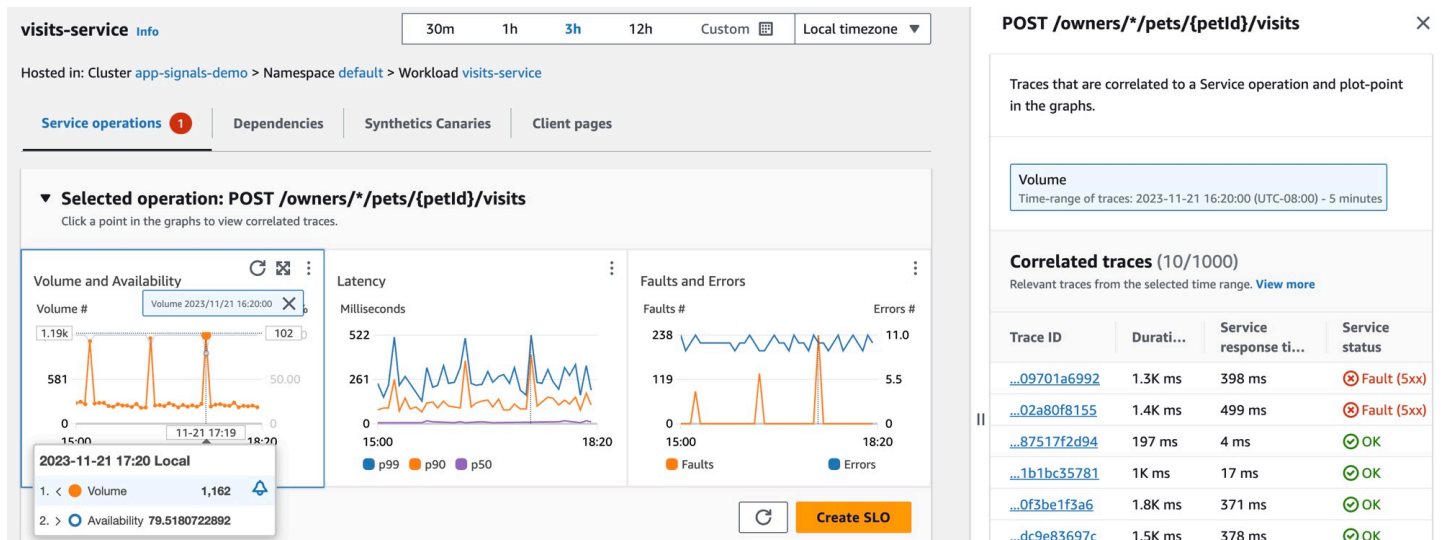 visits-service Info
30m 1h 3h 12h Custom Local timezone
Hosted in: Cluster app-signals-demo > Namespace default > Workload visits-service
Service operations 1 Dependencies Synthetics Canaries Client pages
Selected operation: POST /owners/*/pets/{petId}/visits
Click a point in the graphs to view correlated traces.
Volume and Availability
Volume #
Volume 2023/11/21 16:20:00
1.19k 102
581 50.00
0 0
15:00 11-21 17:19 18:20
2023-11-21 17:20 Local
1. < Volume 1,162
2. > Availability 79.5180722892
Latency
Milliseconds
522
261
0
15:00 18:20
p99 p90 p50
Faults and Errors
Faults # Errors #
238 11.0
119 5.5
0 0
15:00 18:20
Faults Errors
Create SLO
POST /owners/*/pets/{petId}/visits
Traces that are correlated to a Service operation and plot-point
in the graphs.
Volume
Time-range of traces: 2023-11-21 16:20:00 (UTC-08:00) - 5 minutes
Correlated traces (10/1000)
Relevant traces from the selected time range. View more
Trace ID Durati... Service response ti... Service status
...09701a6992 1.3K ms 398 ms Fault (5xx)
...02a80f8155 1.4K ms 499 ms Fault (5xx)
...87517f2d94 197 ms 4 ms OK
...1b1bc35781 1K ms 17 ms OK
...0f3be1f3a6 1.8K ms 371 ms OK
...dc9e83697c 1.5K ms 378 ms OK